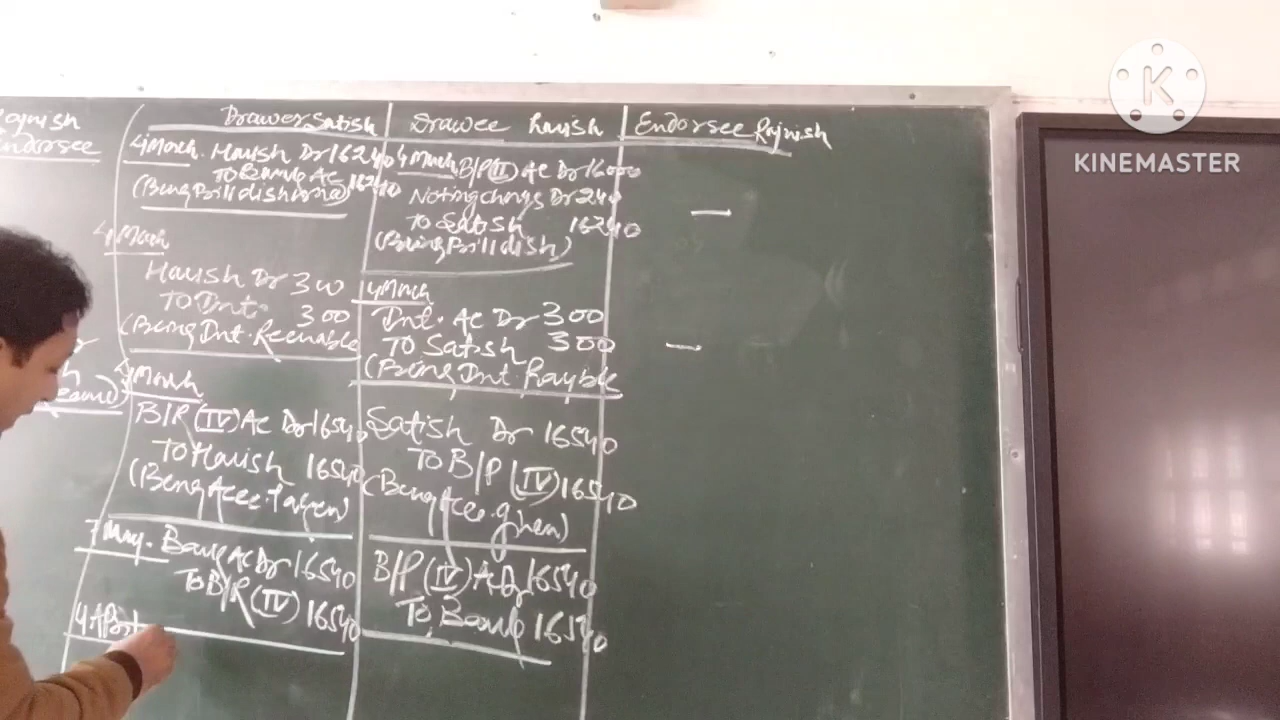 Rajnish
Endorsee
Drawer Satish
4 March. Harish Dr 16240
To Bank Ac 16240
(Being Bill dishonored)
4 March
Harish Dr 300
To Int. 300
(Being Int. Receivable
4 March
B/R (IV) Ac Dr 16540
To Harish 16540
(Being Acce. Taken)
7 May. Bank Ac Dr 16540
To B/R (IV) 16540
4 April
Drawee Harish
4 March B/P (II) Ac Dr 16000
Noting Charges Dr 240
To Satish 16240
(Being Bill dish)
4 March
Int. Ac Dr 300
To Satish 300
(Being Int. Payble
Satish Dr 16540
To B/P (IV) 16540
(Being Acce. given)
B/P (IV) Ac Dr 16540
To Bank 16540
Endorsee Rajnish
—
—
K
KINEMASTER